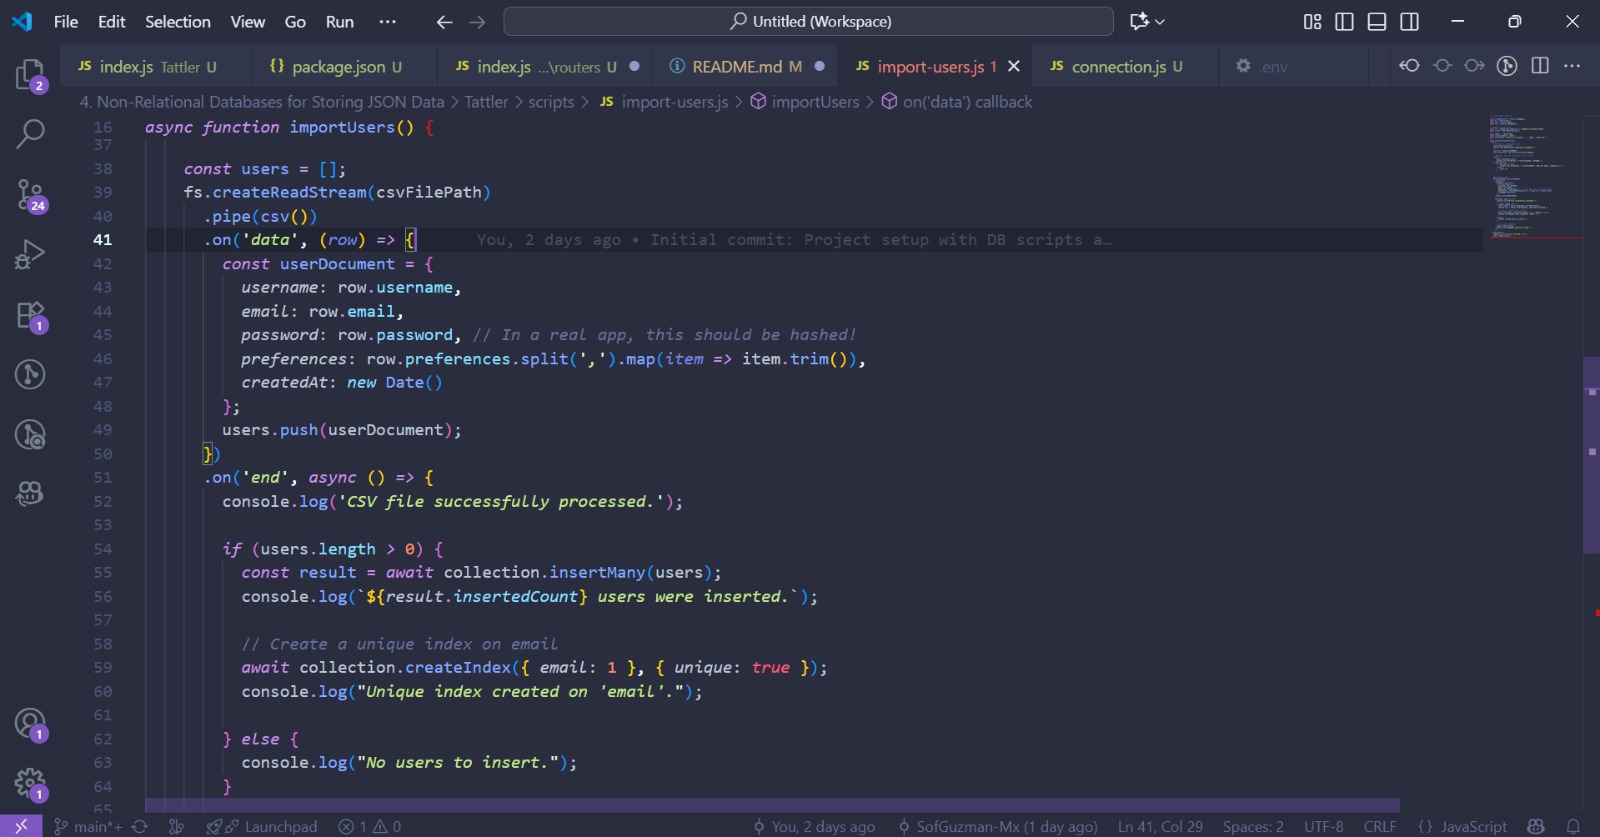 File Edit Selection View Go Run ··· Untitled (Workspace)
JS index.js Tattler U {} package.json U JS index.js ...\routers U README.md M JS import-users.js 1 JS connection.js U .env
4. Non-Relational Databases for Storing JSON Data > Tattler > scripts > JS import-users.js > importUsers > on('data') callback
16 async function importUsers() {
37
38 const users = [];
39 fs.createReadStream(csvFilePath)
40 .pipe(csv())
41 .on('data', (row) => { You, 2 days ago • Initial commit: Project setup with DB scripts a…
42 const userDocument = {
43 username: row.username,
44 email: row.email,
45 password: row.password, // In a real app, this should be hashed!
46 preferences: row.preferences.split(',').map(item => item.trim()),
47 createdAt: new Date()
48 };
49 users.push(userDocument);
50 })
51 .on('end', async () => {
52 console.log('CSV file successfully processed.');
53
54 if (users.length > 0) {
55 const result = await collection.insertMany(users);
56 console.log(`${result.insertedCount} users were inserted.`);
57
58 // Create a unique index on email
59 await collection.createIndex({ email: 1 }, { unique: true });
60 console.log("Unique index created on 'email'.");
61
62 } else {
63 console.log("No users to insert.");
64 }
65
2
24
1
1
1
main*+ Launchpad 1 0 You, 2 days ago SofGuzman-Mx (1 day ago) Ln 41, Col 29 Spaces: 2 UTF-8 CRLF {} JavaScript